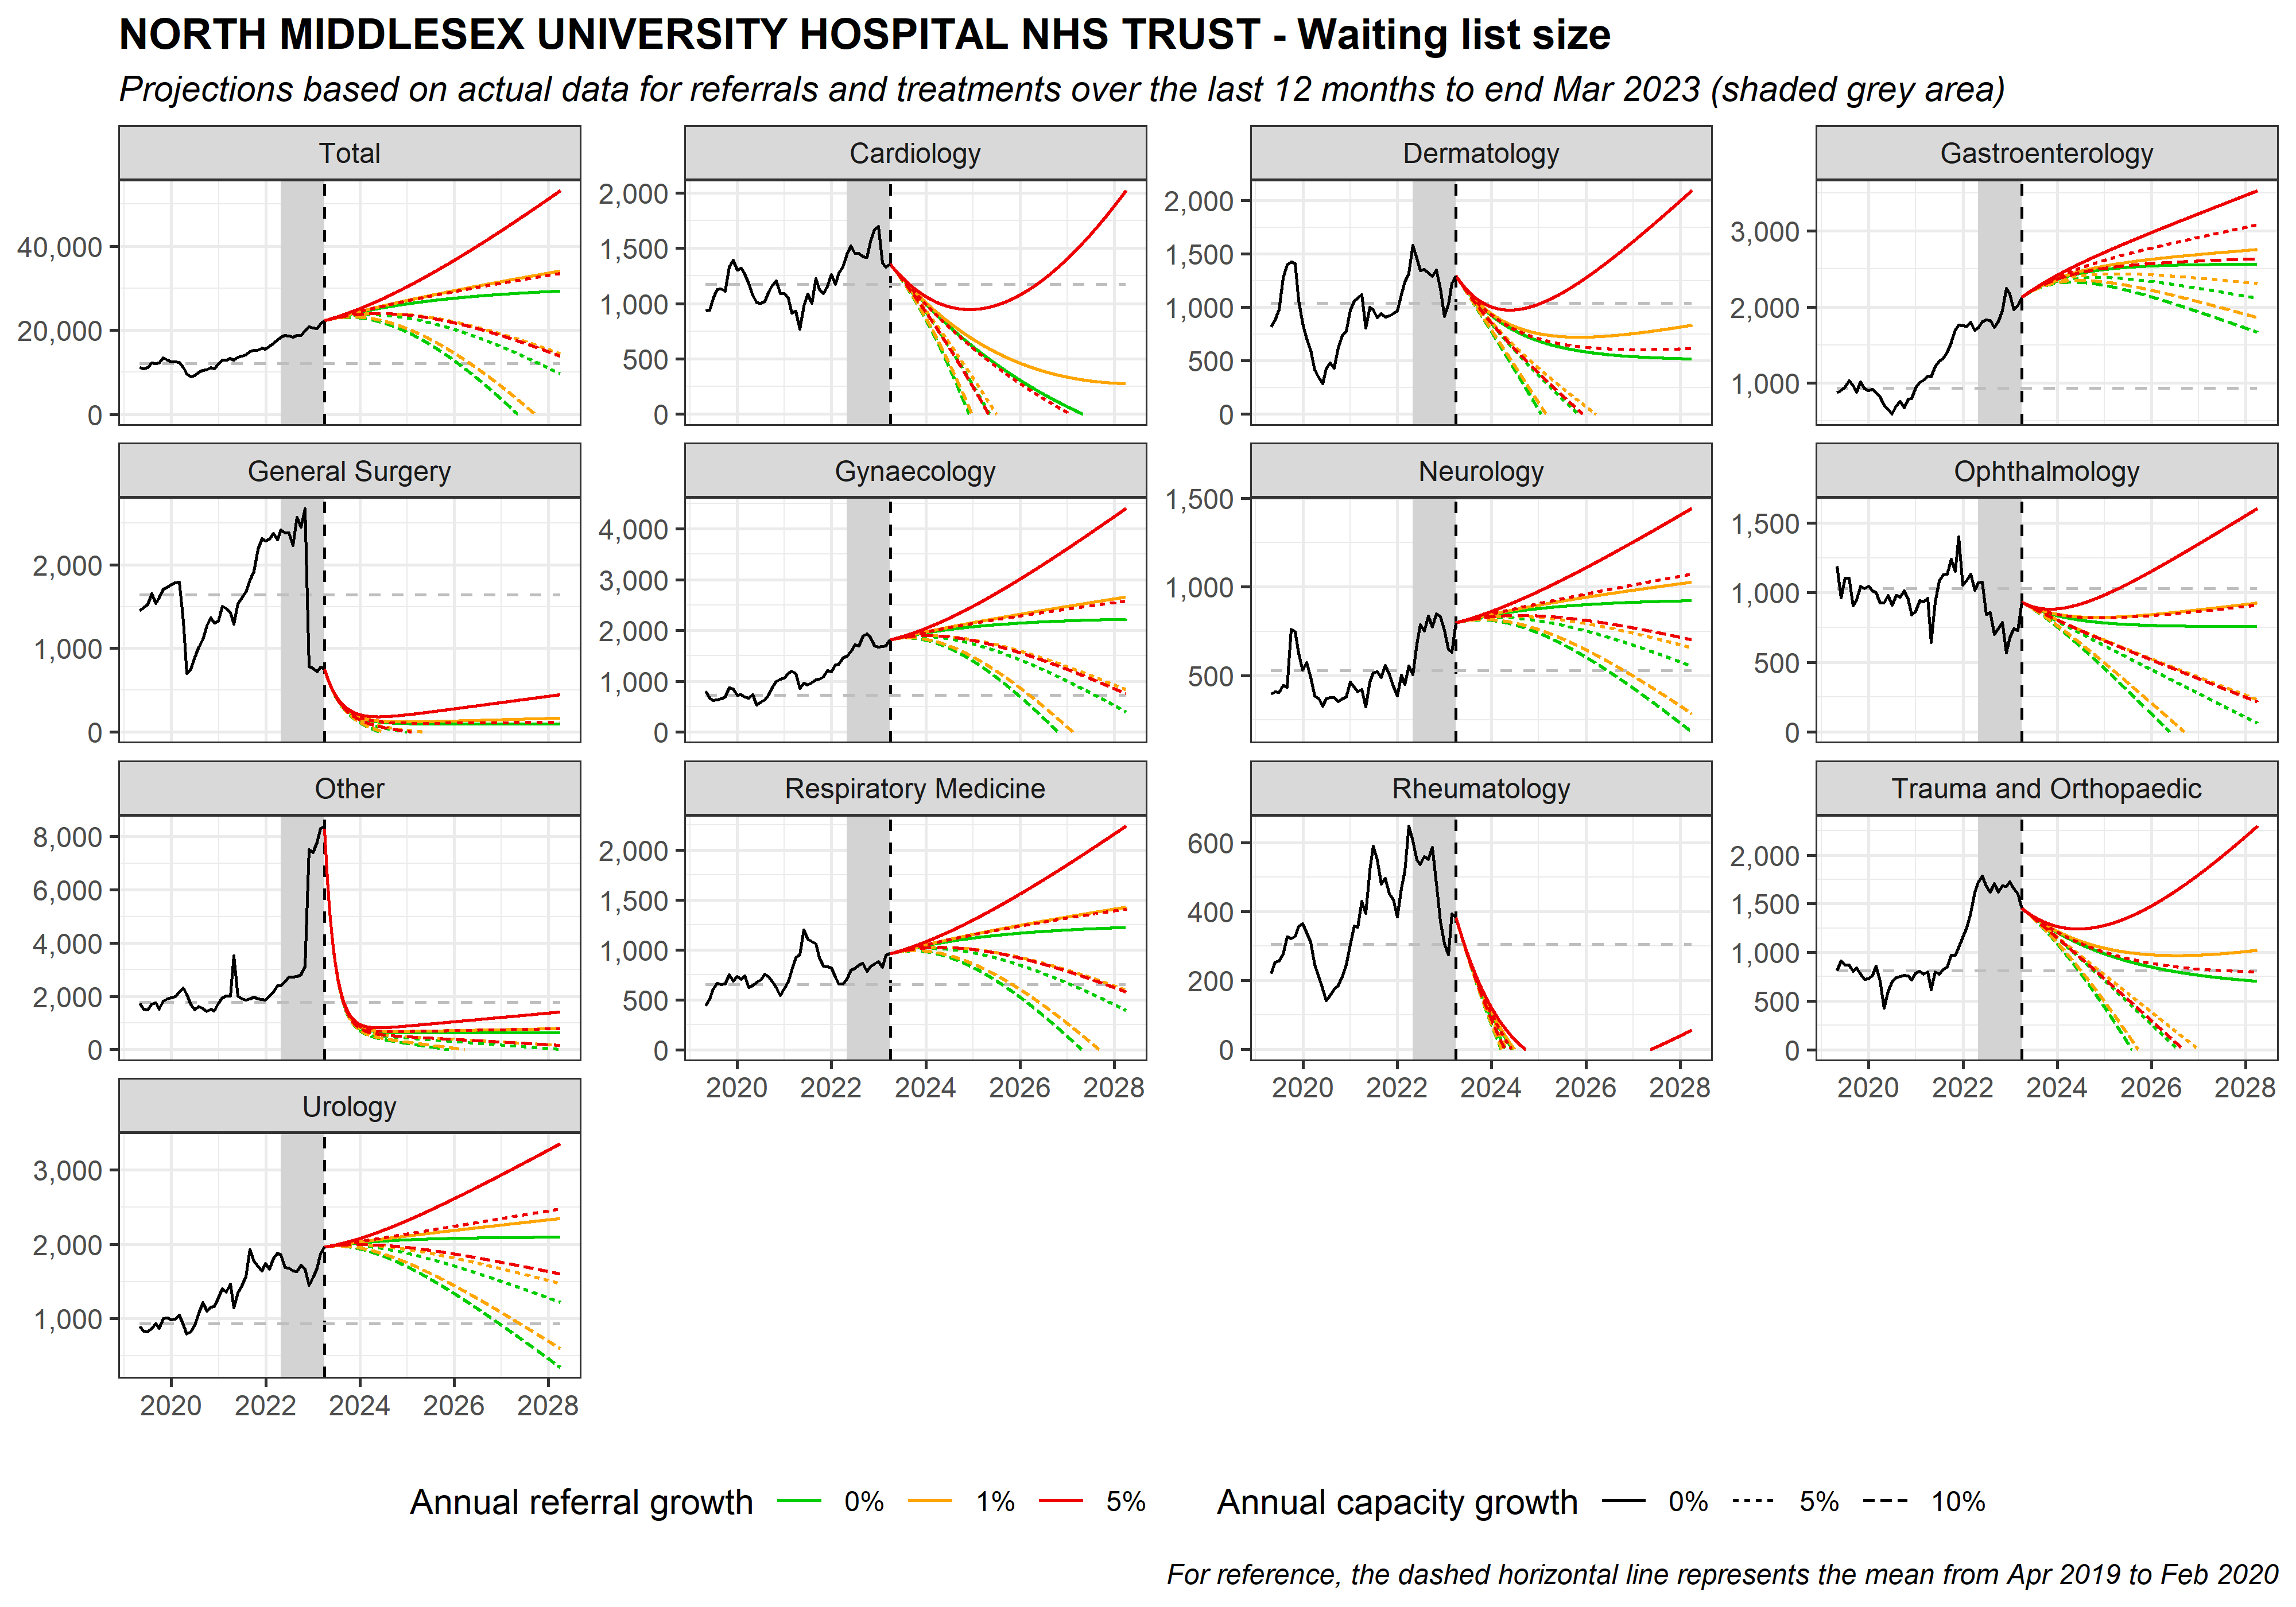 NORTH MIDDLESEX UNIVERSITY HOSPITAL NHS TRUST - Waiting list size
Projections based on actual data for referrals and treatments over the last 12 months to end Mar 2023 (shaded grey area)
Total
Cardiology
Dermatology
Gastroenterology
40,000
20,000
0
2,000
1,500
1,000
500
0
2,000
1,500
1,000
500
0
3,000
2,000
1,000
General Surgery
Gynaecology
Neurology
Ophthalmology
2,000
1,000
0
4,000
3,000
2,000
1,000
0
1,500
1,000
500
1,500
1,000
500
0
Other
Respiratory Medicine
Rheumatology
Trauma and Orthopaedic
8,000
6,000
4,000
2,000
0
2,000
1,500
1,000
500
0
600
400
200
0
2,000
1,500
1,000
500
0
2020 2022 2024 2026 2028
2020 2022 2024 2026 2028
2020 2022 2024 2026 2028
Urology
3,000
2,000
1,000
2020 2022 2024 2026 2028
Annual referral growth 0% 1% 5%
Annual capacity growth 0% 5% 10%
For reference, the dashed horizontal line represents the mean from Apr 2019 to Feb 2020